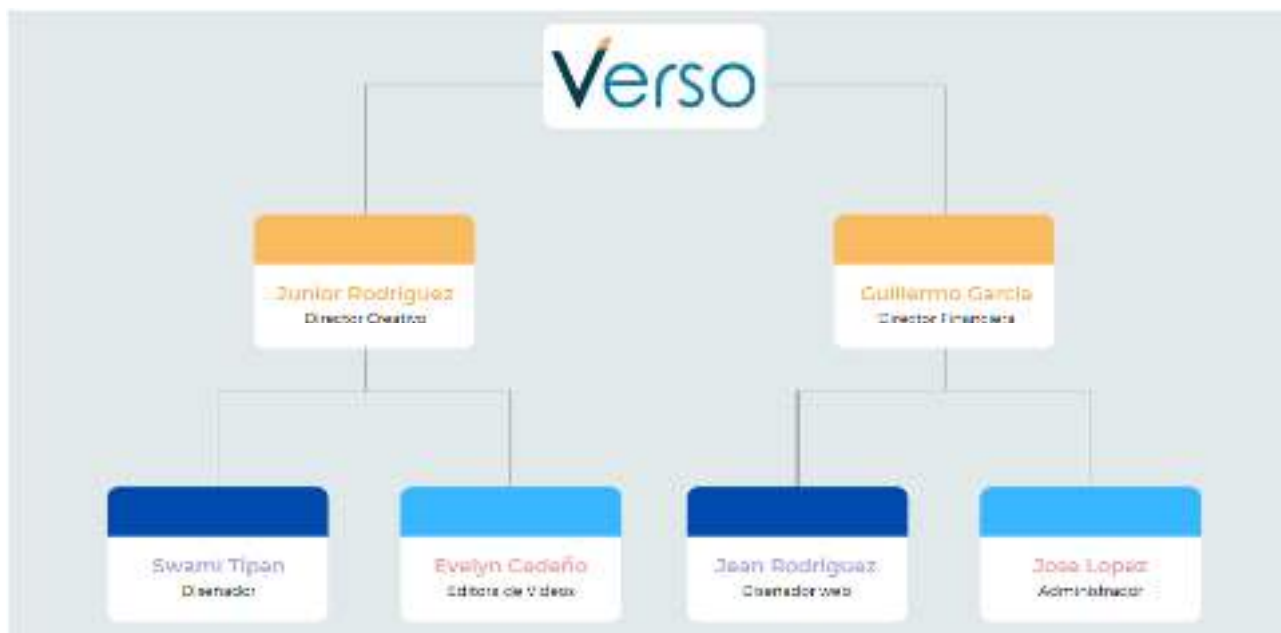 Verso
Junior Rodriguez
Director Creativo
Guillermo Garcia
Director Financiera
Swami Tipan
Diseñador
Evelyn Cedeño
Editora de Videos
Jean Rodriguez
Diseñador web
Jose Lopez
Administrador